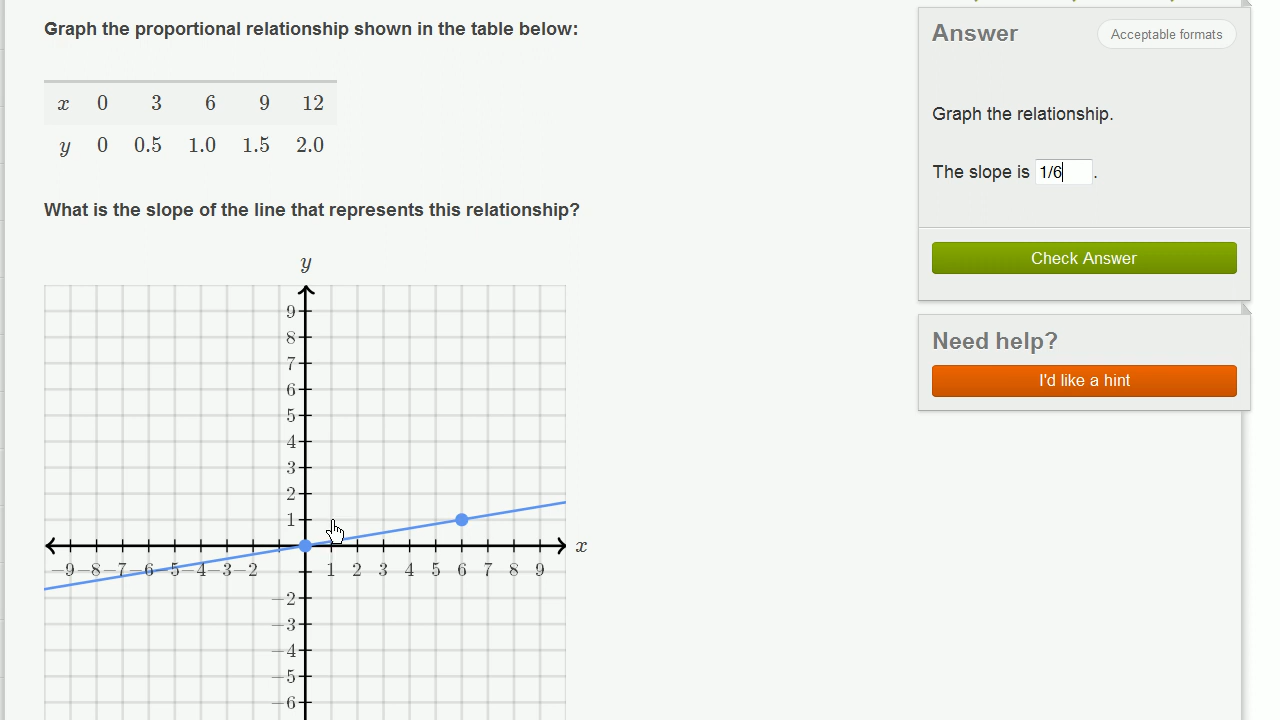 Graph the proportional relationship shown in the table below:
x 0 3 6 9 12
y 0 0.5 1.0 1.5 2.0
What is the slope of the line that represents this relationship?
y
9
8
7
6
5
4
3
2
1
x
−9 −8 −7 −6 −5 −4 −3 −2 1 2 3 4 5 6 7 8 9
−2
−3
−4
−5
−6
Answer
Acceptable formats
Graph the relationship.
The slope is 1/6.
Check Answer
Need help?
I'd like a hint